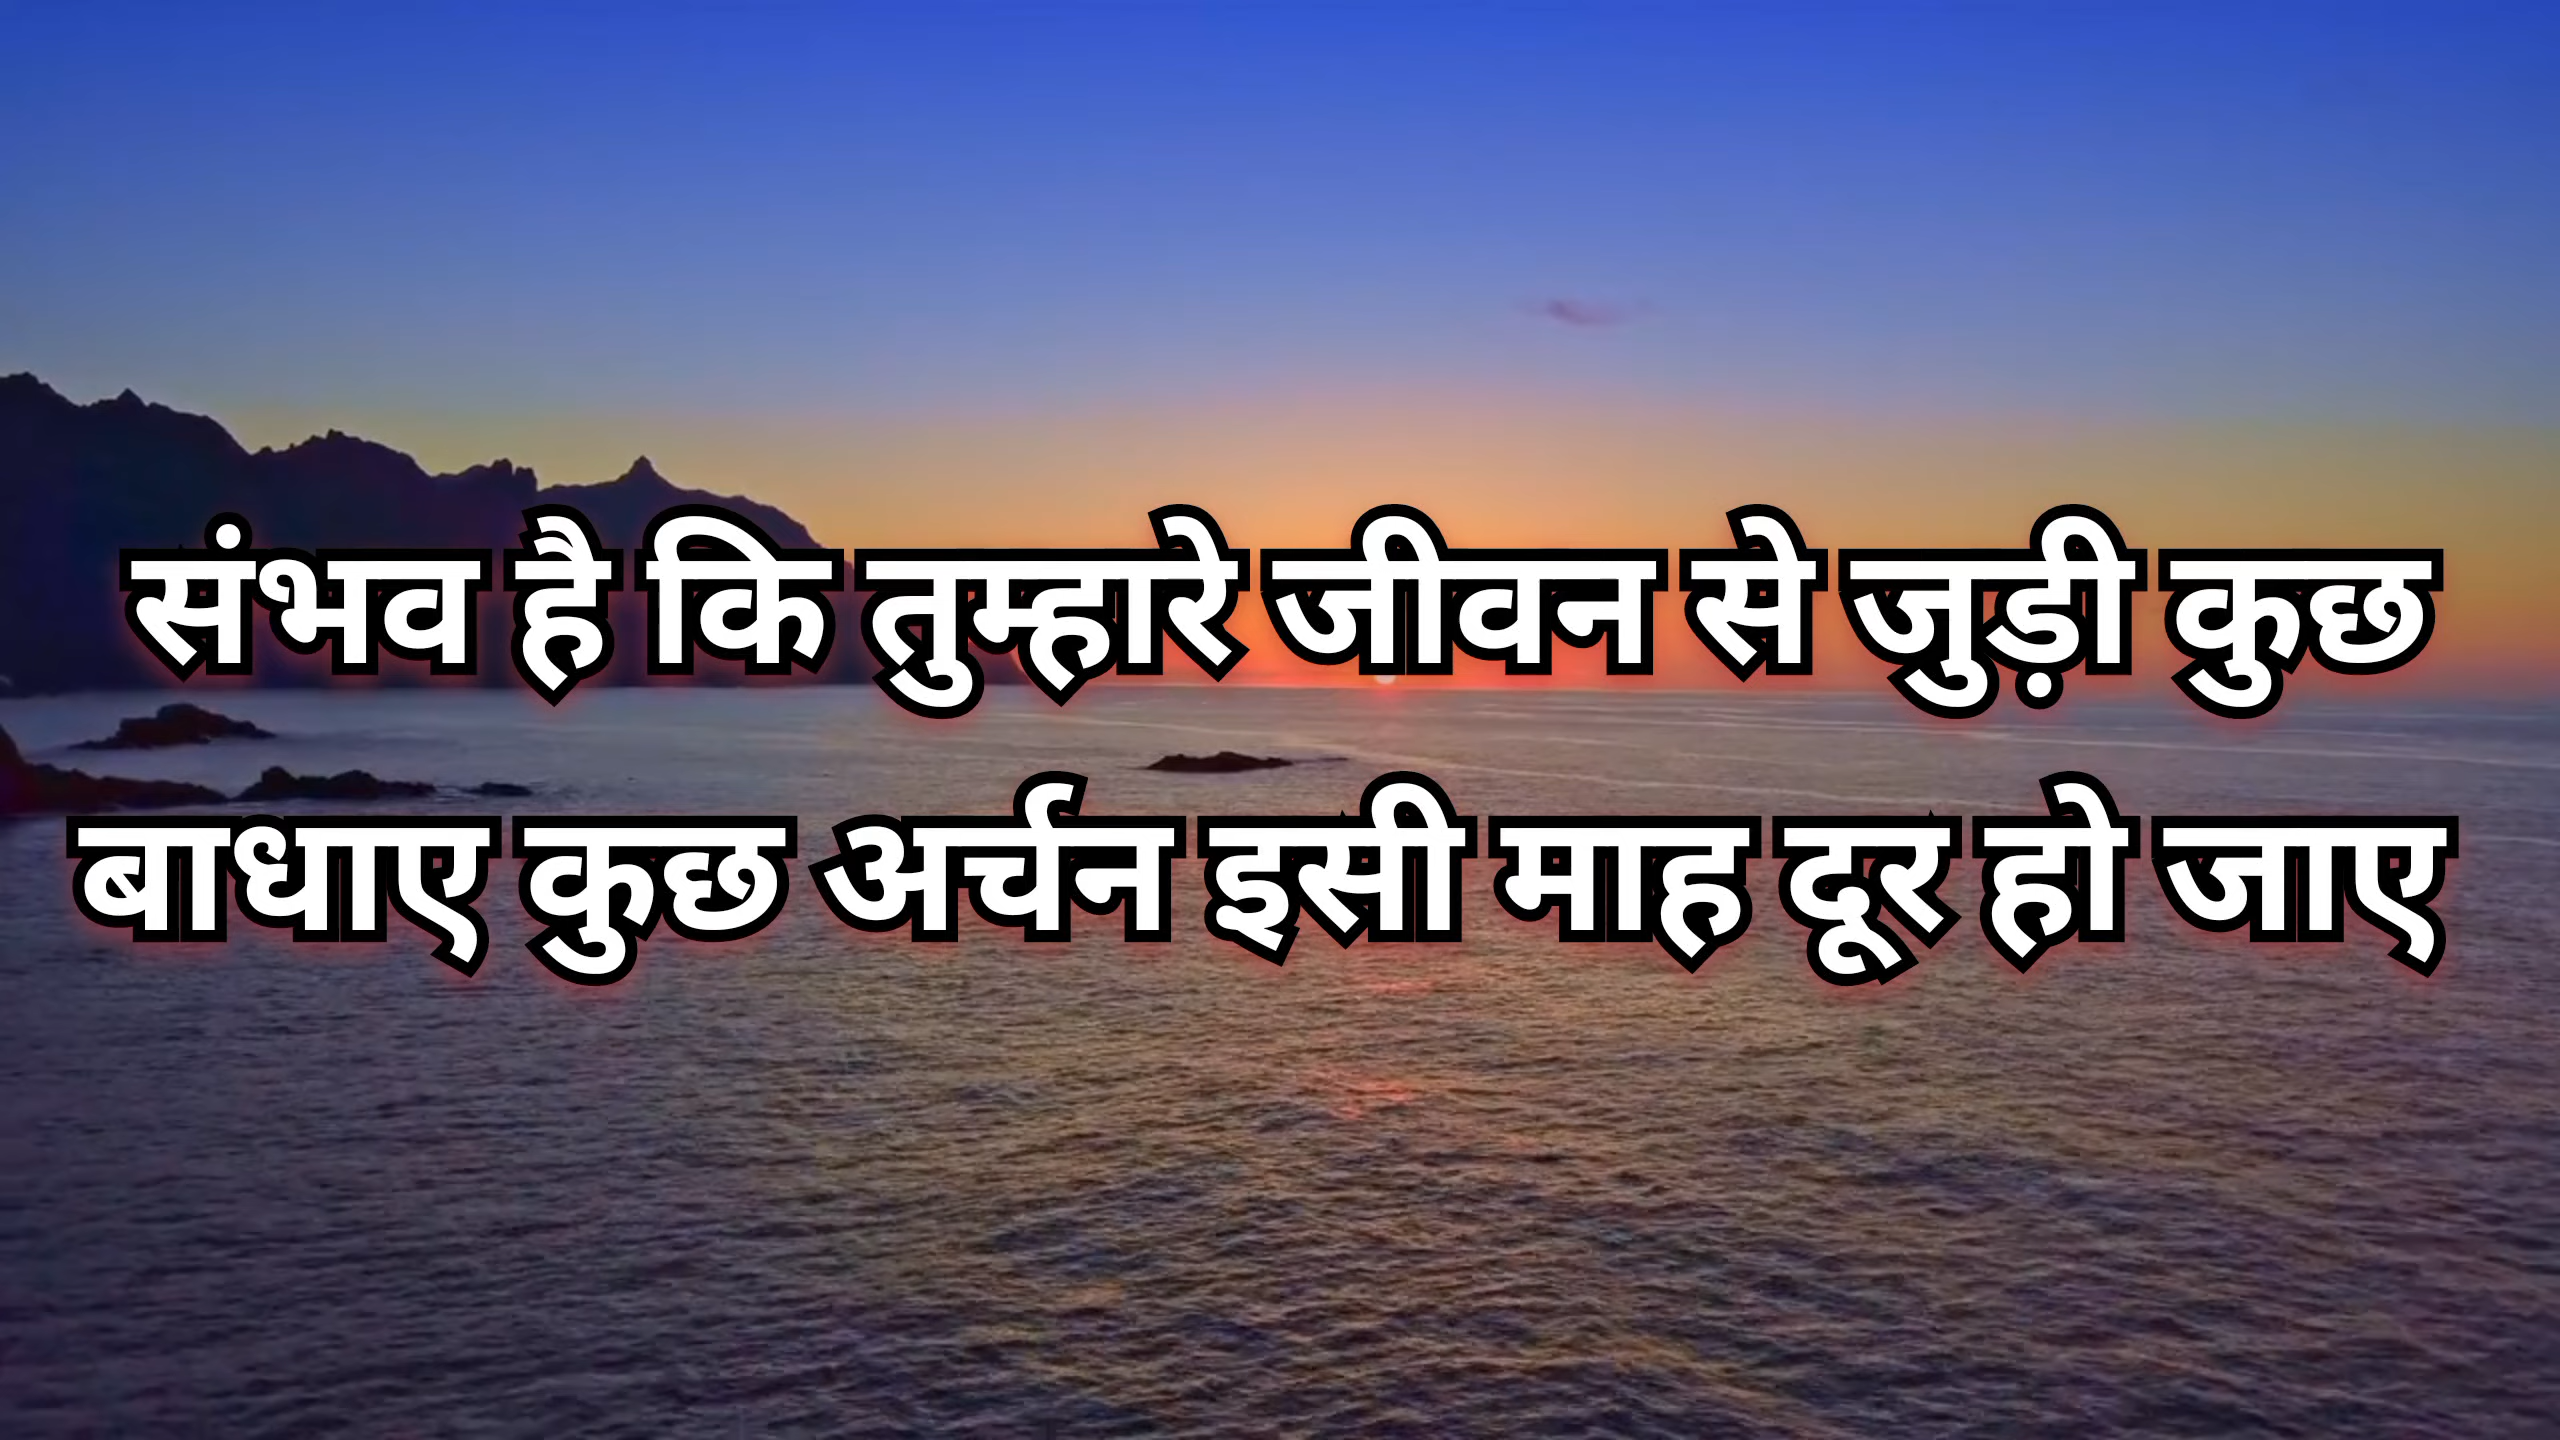 संभव है कि तुम्हारे जीवन से जुड़ी कुछ
बाधाए कुछ अर्चन इसी माह दूर हो जाए